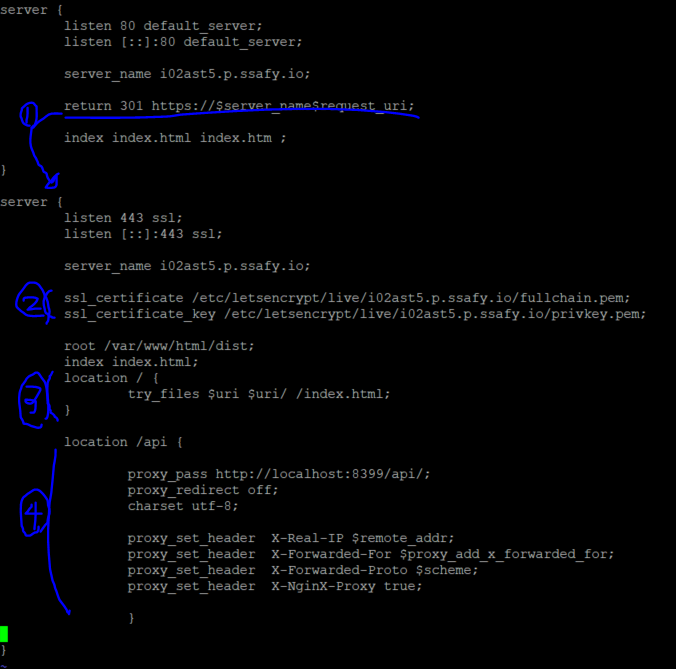 server {
listen 80 default_server;
listen [::]:80 default_server;
server_name i02ast5.p.ssafy.io;
return 301 https://$server_name$request_uri;
1
index index.html index.htm ;
}
server {
listen 443 ssl;
listen [::]:443 ssl;
server_name i02ast5.p.ssafy.io;
2
ssl_certificate /etc/letsencrypt/live/i02ast5.p.ssafy.io/fullchain.pem;
ssl_certificate_key /etc/letsencrypt/live/i02ast5.p.ssafy.io/privkey.pem;
root /var/www/html/dist;
index index.html;
location / {
3
try_files $uri $uri/ /index.html;
}
location /api {
proxy_pass http://localhost:8399/api/;
proxy_redirect off;
charset utf-8;
4
proxy_set_header  X-Real-IP $remote_addr;
proxy_set_header  X-Forwarded-For $proxy_add_x_forwarded_for;
proxy_set_header  X-Forwarded-Proto $scheme;
proxy_set_header  X-NginX-Proxy true;
}
}
~